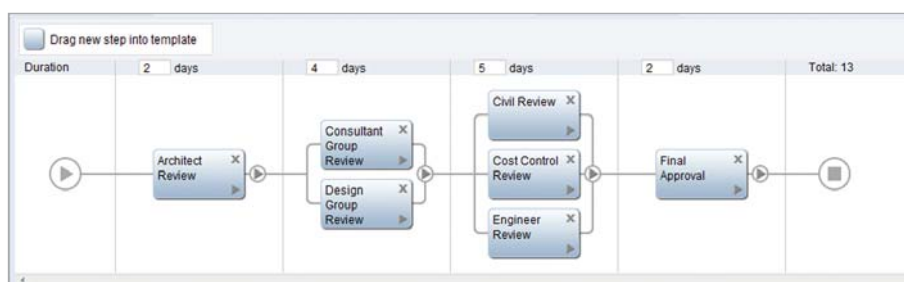 Drag new step into template
Duration
2 days
4 days
5 days
2 days
Total: 13
Architect
Review
Consultant
Group
Review
Design
Group
Review
Civil Review
Cost Control
Review
Engineer
Review
Final
Approval